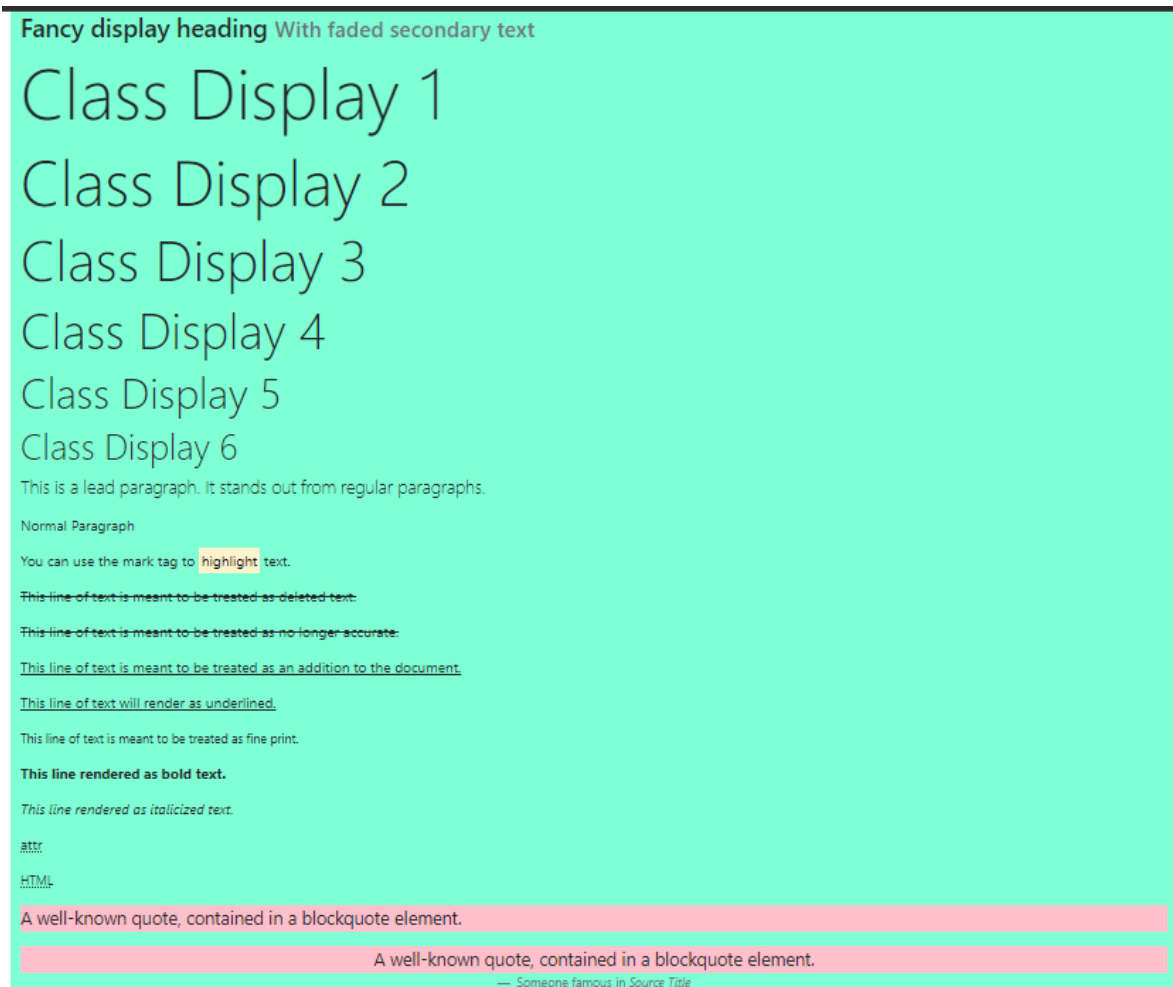 Fancy display heading With faded secondary text
Class Display 1
Class Display 2
Class Display 3
Class Display 4
Class Display 5
Class Display 6
This is a lead paragraph. It stands out from regular paragraphs.
Normal Paragraph
You can use the mark tag to highlight text.
This line of text is meant to be treated as deleted text.
This line of text is meant to be treated as no longer accurate.
This line of text is meant to be treated as an addition to the document.
This line of text will render as underlined.
This line of text is meant to be treated as fine print.
This line rendered as bold text.
This line rendered as italicized text.
attr
HTML
A well-known quote, contained in a blockquote element.
A well-known quote, contained in a blockquote element.
— Someone famous in Source Title